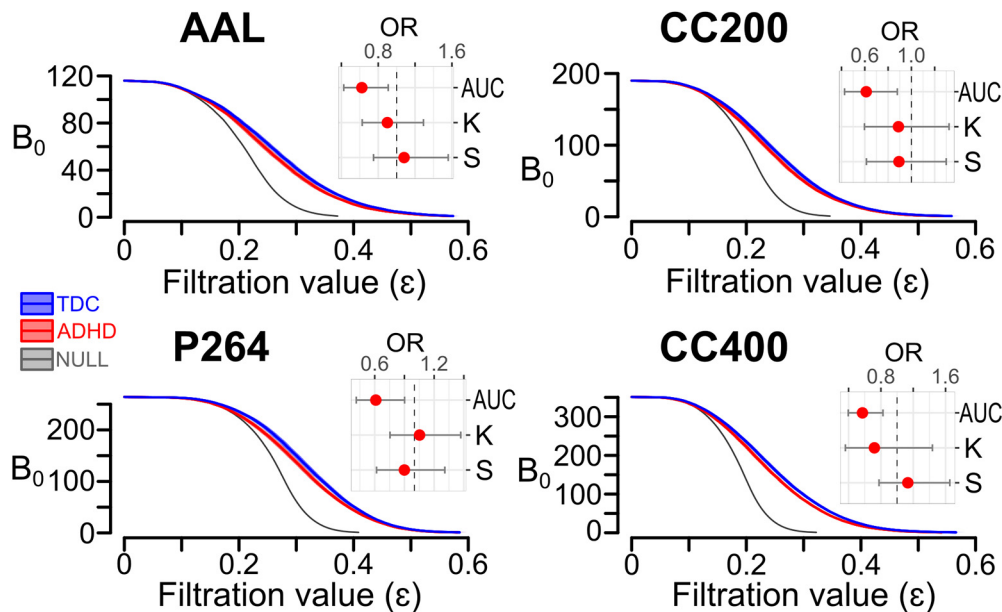 AAL
OR
0.8 1.6
AUC
K
S
120
80
40
0
B0
0 0.2 0.4 0.6
Filtration value (ε)
CC200
OR
0.6 1.0
AUC
K
S
200
150
100
50
0
B0
0 0.2 0.4 0.6
Filtration value (ε)
TDC
ADHD
NULL
P264
OR
0.6 1.2
AUC
K
S
200
100
0
B0
0 0.2 0.4 0.6
Filtration value (ε)
CC400
OR
0.8 1.6
AUC
K
S
300
200
100
0
B0
0 0.2 0.4 0.6
Filtration value (ε)